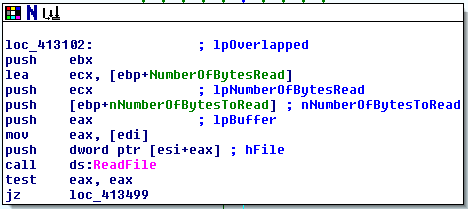 loc_413102: ; lpOverlapped
push ebx
lea ecx, [ebp+NumberOfBytesRead]
push ecx ; lpNumberOfBytesRead
push [ebp+nNumberOfBytesToRead] ; nNumberOfBytesToRead
push eax ; lpBuffer
mov eax, [edi]
push dword ptr [esi+eax] ; hFile
call ds:ReadFile
test eax, eax
jz loc_413499